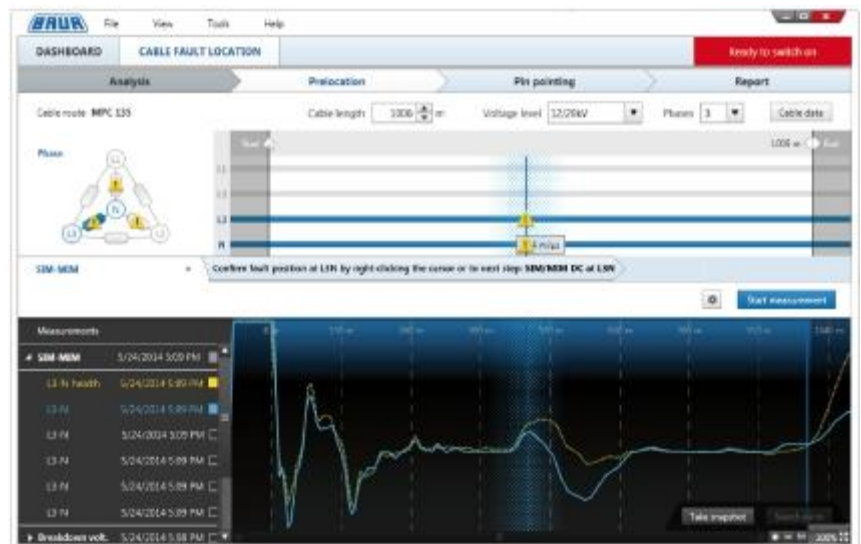 BAUR File View Tools Help
DASHBOARD CABLE FAULT LOCATION Ready to switch on
Analysis Prelocation Pin pointing Report
Cable route MPC 135 Cable length 1006 m Voltage level 12/20kV Phases 3 Cable data
Start 1006 m End
Phase
L1
L3
N
L3
N
SIM-MIM Confirm fault position at L3N by right-clicking the cursor or to next step: SIM/MIM DC at L3N
Start measurement
Measurements
SIM-MIM 5/24/2014 5:09 PM
L3-N health 5/24/2014 5:09 PM
L3-N 5/24/2014 5:09 PM
L3-N 5/24/2014 5:09 PM
L3-N 5/24/2014 5:09 PM
L3-N 5/24/2014 5:09 PM
L3-N 5/24/2014 5:09 PM
Take snapshot
Breakdown volt. 5/24/2014 5:08 PM 200%